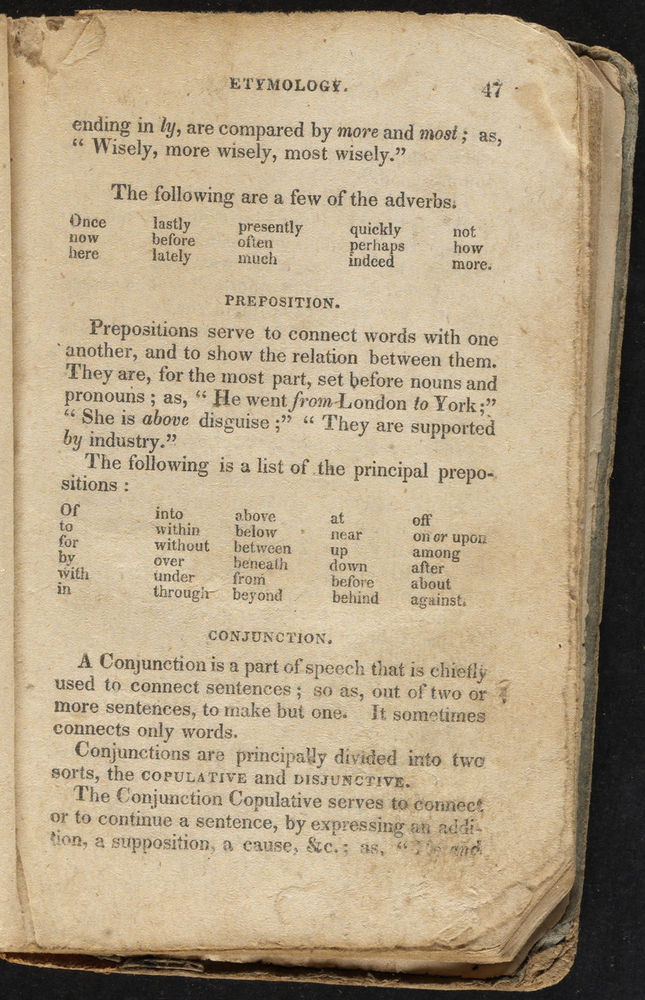 ETYMOLOGY. 47
ending in ly, are compared by more and most; as,
“ Wisely, more wisely, most wisely.”
The following are a few of the adverbs.
Once lastly presently quickly not
now before often perhaps how
here lately much indeed more.
PREPOSITION.
Prepositions serve to connect words with one
another, and to show the relation between them.
They are, for the most part, set before nouns and
pronouns ; as, “ He went from London to York;”
“ She is above disguise ;” “ They are supported
by industry.”
The following is a list of the principal prepo-
sitions :
Of into above at off
to within below near on or upon
for without between up among
by over beneath down after
with under from before about
in through beyond behind against.
CONJUNCTION.
A Conjunction is a part of speech that is chiefly
used to connect sentences ; so as, out of two or
more sentences, to make but one. It sometimes
connects only words.
Conjunctions are principally divided into two
sorts, the COPULATIVE and DISJUNCTIVE.
The Conjunction Copulative serves to connect
or to continue a sentence, by expressing an addi-
tion, a supposition, a cause, &c.; as, “ and